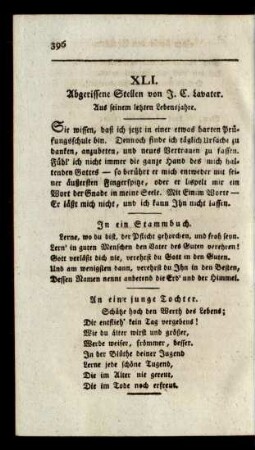 396
XLI.
Abgerissene Stellen von J. C. Lavater.
Aus seinem letzten Lebensjahre.
Sie wissen, daß ich jetzt in einer etwas harten Prü-
fungsschule bin. Dennoch finde ich täglich Ursache zu
danken, anzubeten, und neues Vertrauen zu fassen.
Fühl' ich nicht immer die ganze Hand des mich hal-
tenden Gottes — so berührt er mich entweder mit sei-
ner äußersten Fingerspitze, oder er lispelt mir ein
Wort der Gnade in meine Seele. Mit Einem Worte —
Er läßt mich nicht, und ich kann Ihn nicht lassen.
In ein Stammbuch.
Lerne, wo du bist, der Pflicht gehorchen, und froh seyn.
Lern' in guten Menschen den Vater des Guten verehren!
Gott verläßt dich nie, verehrst du Gott in den Guten.
Und am wenigsten dann, verehrst du Ihn in den Besten,
Dessen Namen nennt anbetend die Erd' und der Himmel.
An eine junge Tochter.
Schätze hoch den Werth des Lebens;
Die entflieh' kein Tag vergebens!
Wie du älter wirst und größer,
Werde weiser, frömmer, besser.
In der Blüthe deiner Jugend
Lerne jede schöne Tugend,
Die im Alter nie gereut,
Die im Tode noch erfreut.